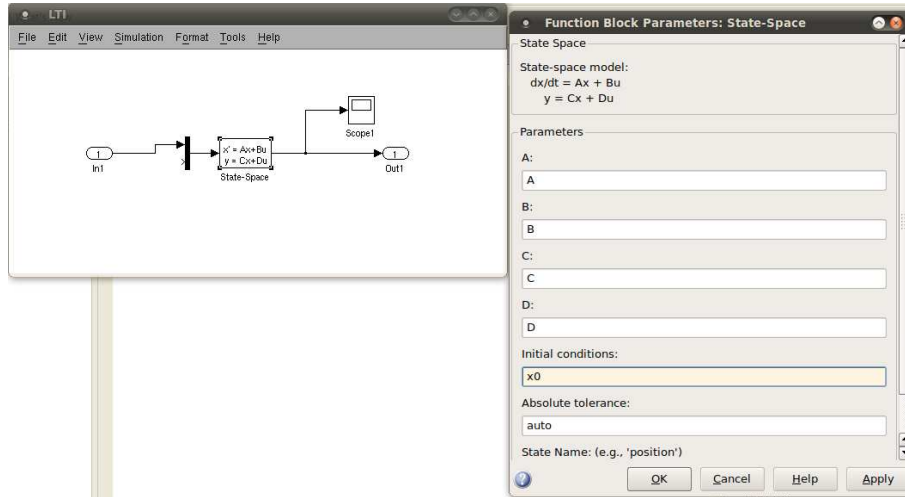 LTI
File Edit View Simulation Format Tools Help
1
In1
x' = Ax+Bu
y = Cx+Du
State-Space
Scope1
1
Out1
Function Block Parameters: State-Space
State Space
State-space model:
dx/dt = Ax + Bu
y = Cx + Du
Parameters
A:
A
B:
B
C:
C
D:
D
Initial conditions:
x0
Absolute tolerance:
auto
State Name: (e.g., 'position')
OK Cancel Help Apply